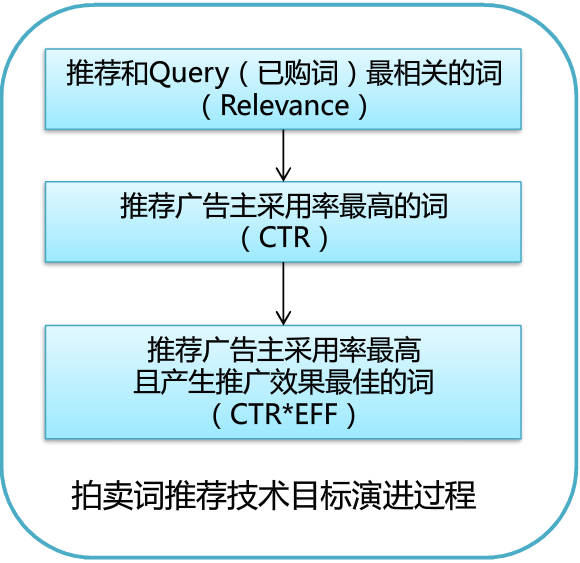 推荐和Query（已购词）最相关的词
（Relevance）
推荐广告主采用率最高的词
（CTR）
推荐广告主采用率最高
且产生推广效果最佳的词
（CTR*EFF）
拍卖词推荐技术目标演进过程